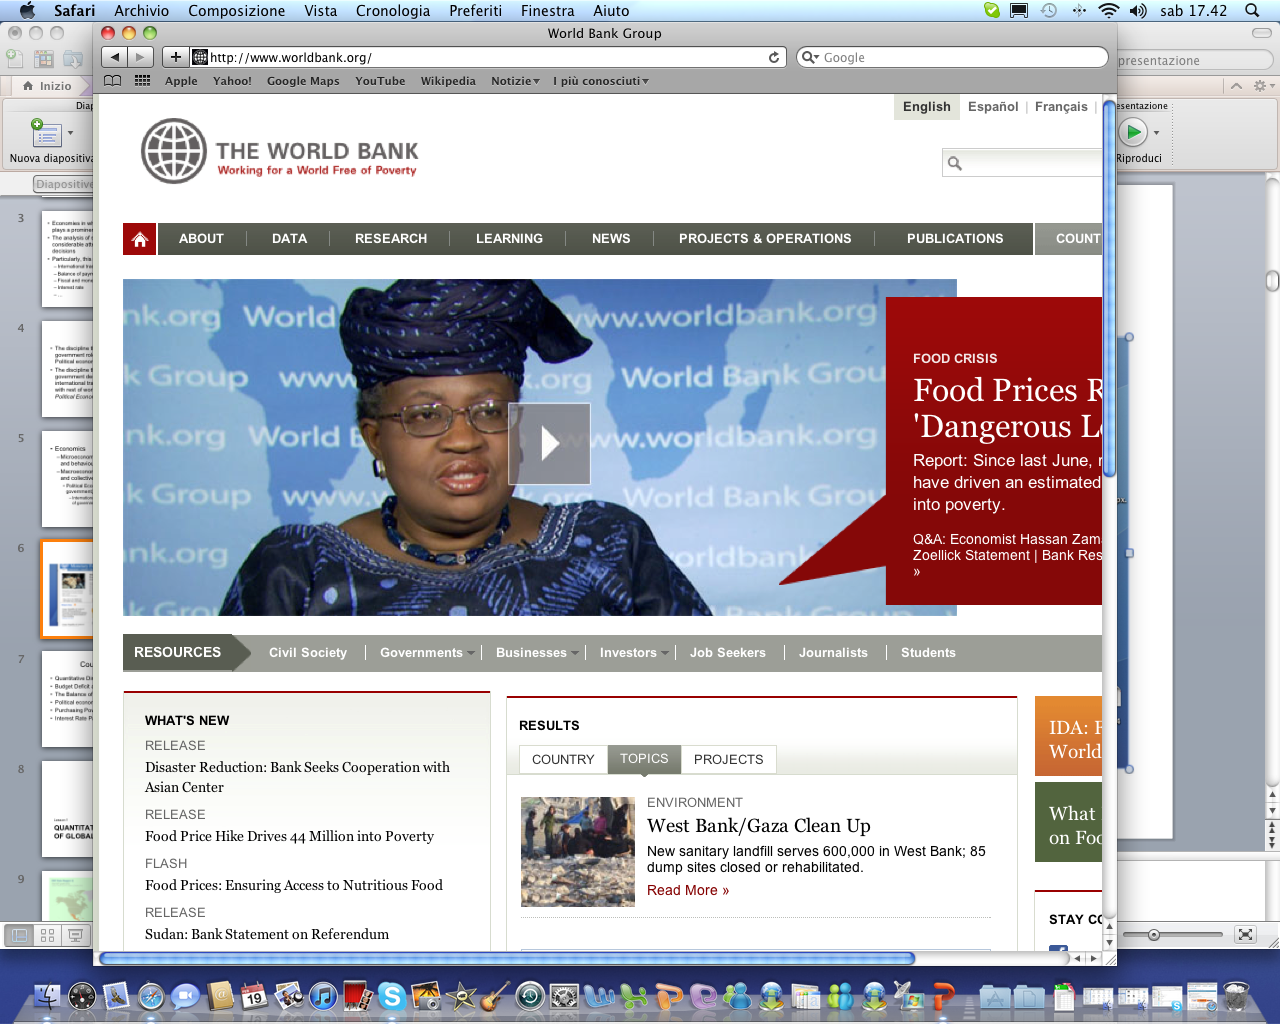 Safari Archivio Composizione Vista Cronologia Preferiti Finestra Aiuto sab 17.42
World Bank Group
http://www.worldbank.org/
Google
Apple Yahoo! Google Maps YouTube Wikipedia Notizie I più conosciuti
Inizio
Nuova diapositiva
Riproduci
English Español Français
THE WORLD BANK
Working for a World Free of Poverty
ABOUT DATA RESEARCH LEARNING NEWS PROJECTS & OPERATIONS PUBLICATIONS COUNT
FOOD CRISIS
Food Prices R
'Dangerous L
Report: Since last June,
have driven an estimated
into poverty.
Q&A: Economist Hassan Zam
Zoellick Statement | Bank Res
»
RESOURCES Civil Society Governments Businesses Investors Job Seekers Journalists Students
WHAT'S NEW
RELEASE
Disaster Reduction: Bank Seeks Cooperation with
Asian Center
RELEASE
Food Price Hike Drives 44 Million into Poverty
FLASH
Food Prices: Ensuring Access to Nutritious Food
RELEASE
Sudan: Bank Statement on Referendum
RESULTS
COUNTRY TOPICS PROJECTS
ENVIRONMENT
West Bank/Gaza Clean Up
New sanitary landfill serves 600,000 in West Bank; 85
dump sites closed or rehabilitated.
Read More »
IDA:
World
What
on Foo
STAY CO
3
4
5
6
7
8
9